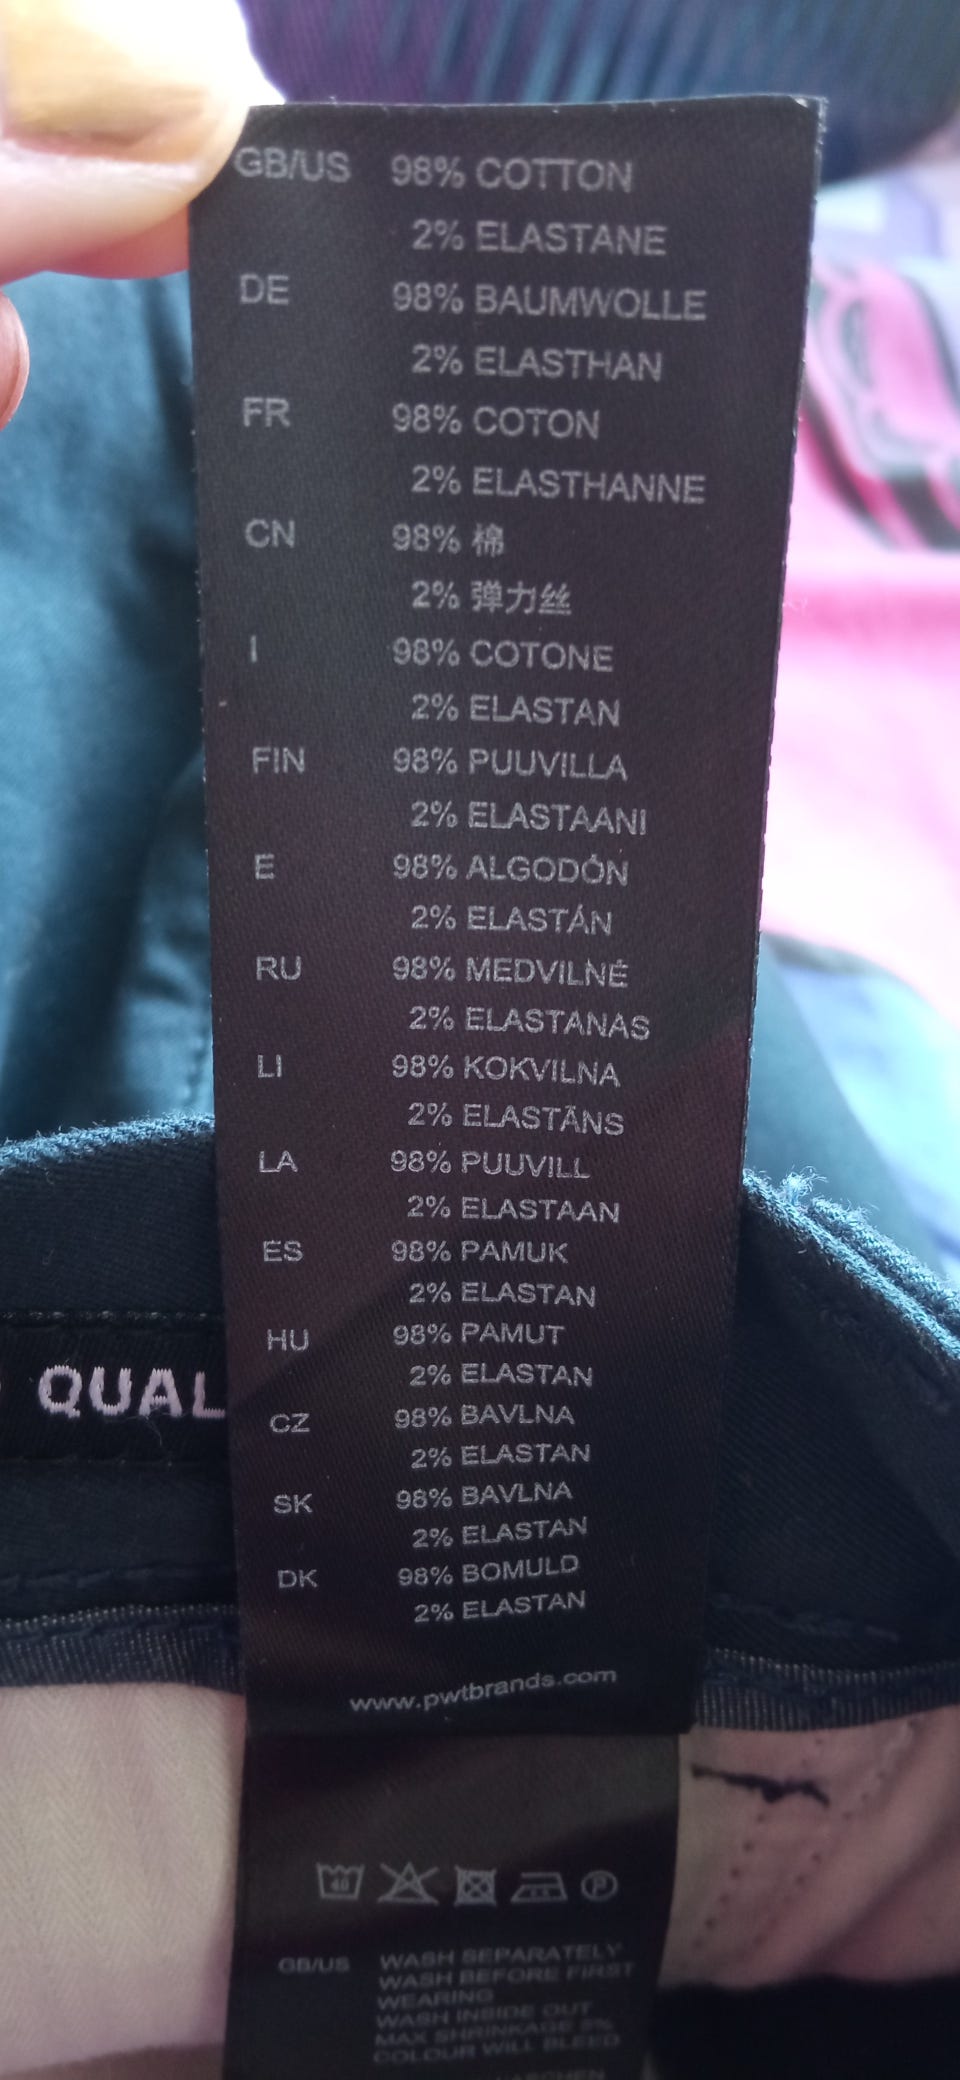 GB/US 98% COTTON
2% ELASTANE
DE 98% BAUMWOLLE
2% ELASTHAN
FR 98% COTON
2% ELASTHANNE
CN 98% 棉
2% 弹力丝
I 98% COTONE
2% ELASTAN
FIN 98% PUUVILLA
2% ELASTAANI
E 98% ALGODÓN
2% ELASTÁN
RU 98% MEDVILNĖ
2% ELASTANAS
LI 98% KOKVILNA
2% ELASTĀNS
LA 98% PUUVILL
2% ELASTAAN
ES 98% PAMUK
2% ELASTAN
HU 98% PAMUT
2% ELASTAN
CZ 98% BAVLNA
2% ELASTAN
SK 98% BAVLNA
2% ELASTAN
DK 98% BOMULD
2% ELASTAN
www.pwtbrands.com
QUAL
40 P
GB/US WASH SEPARATELY
WASH BEFORE FIRST
WEARING
WASH INSIDE OUT
MAX SHRINKAGE 5%
COLOUR WILL BLEED